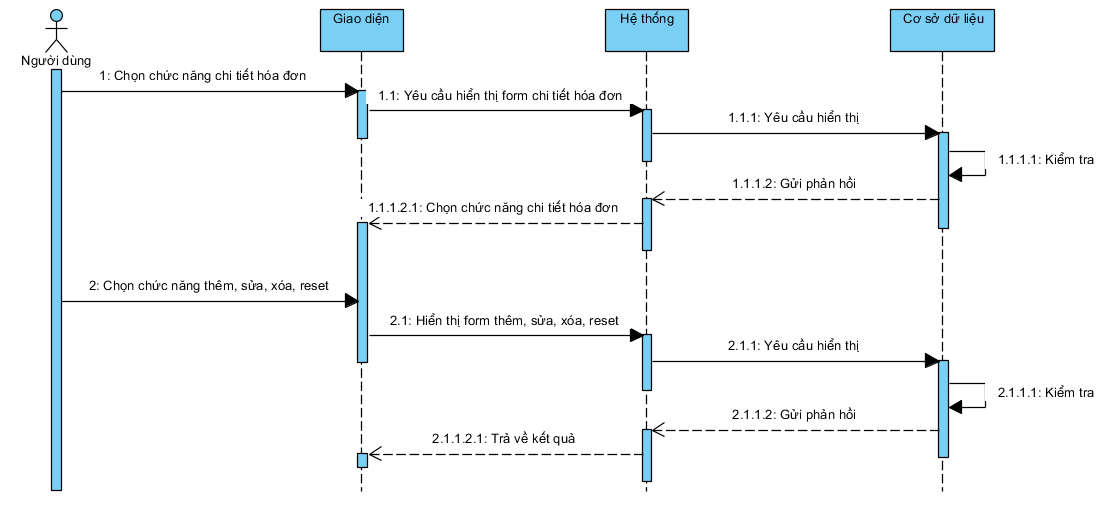 Giao diện
Hệ thống
Cơ sở dữ liệu
Người dùng
1: Chọn chức năng chi tiết hóa đơn
1.1: Yêu cầu hiển thị form chi tiết hóa đơn
1.1.1: Yêu cầu hiển thị
1.1.1.1: Kiểm tra
1.1.1.2: Gửi phản hồi
1.1.1.2.1: Chọn chức năng chi tiết hóa đơn
2: Chọn chức năng thêm, sửa, xóa, reset
2.1: Hiển thị form thêm, sửa, xóa, reset
2.1.1: Yêu cầu hiển thị
2.1.1.1: Kiểm tra
2.1.1.2: Gửi phản hồi
2.1.1.2.1: Trả về kết quả